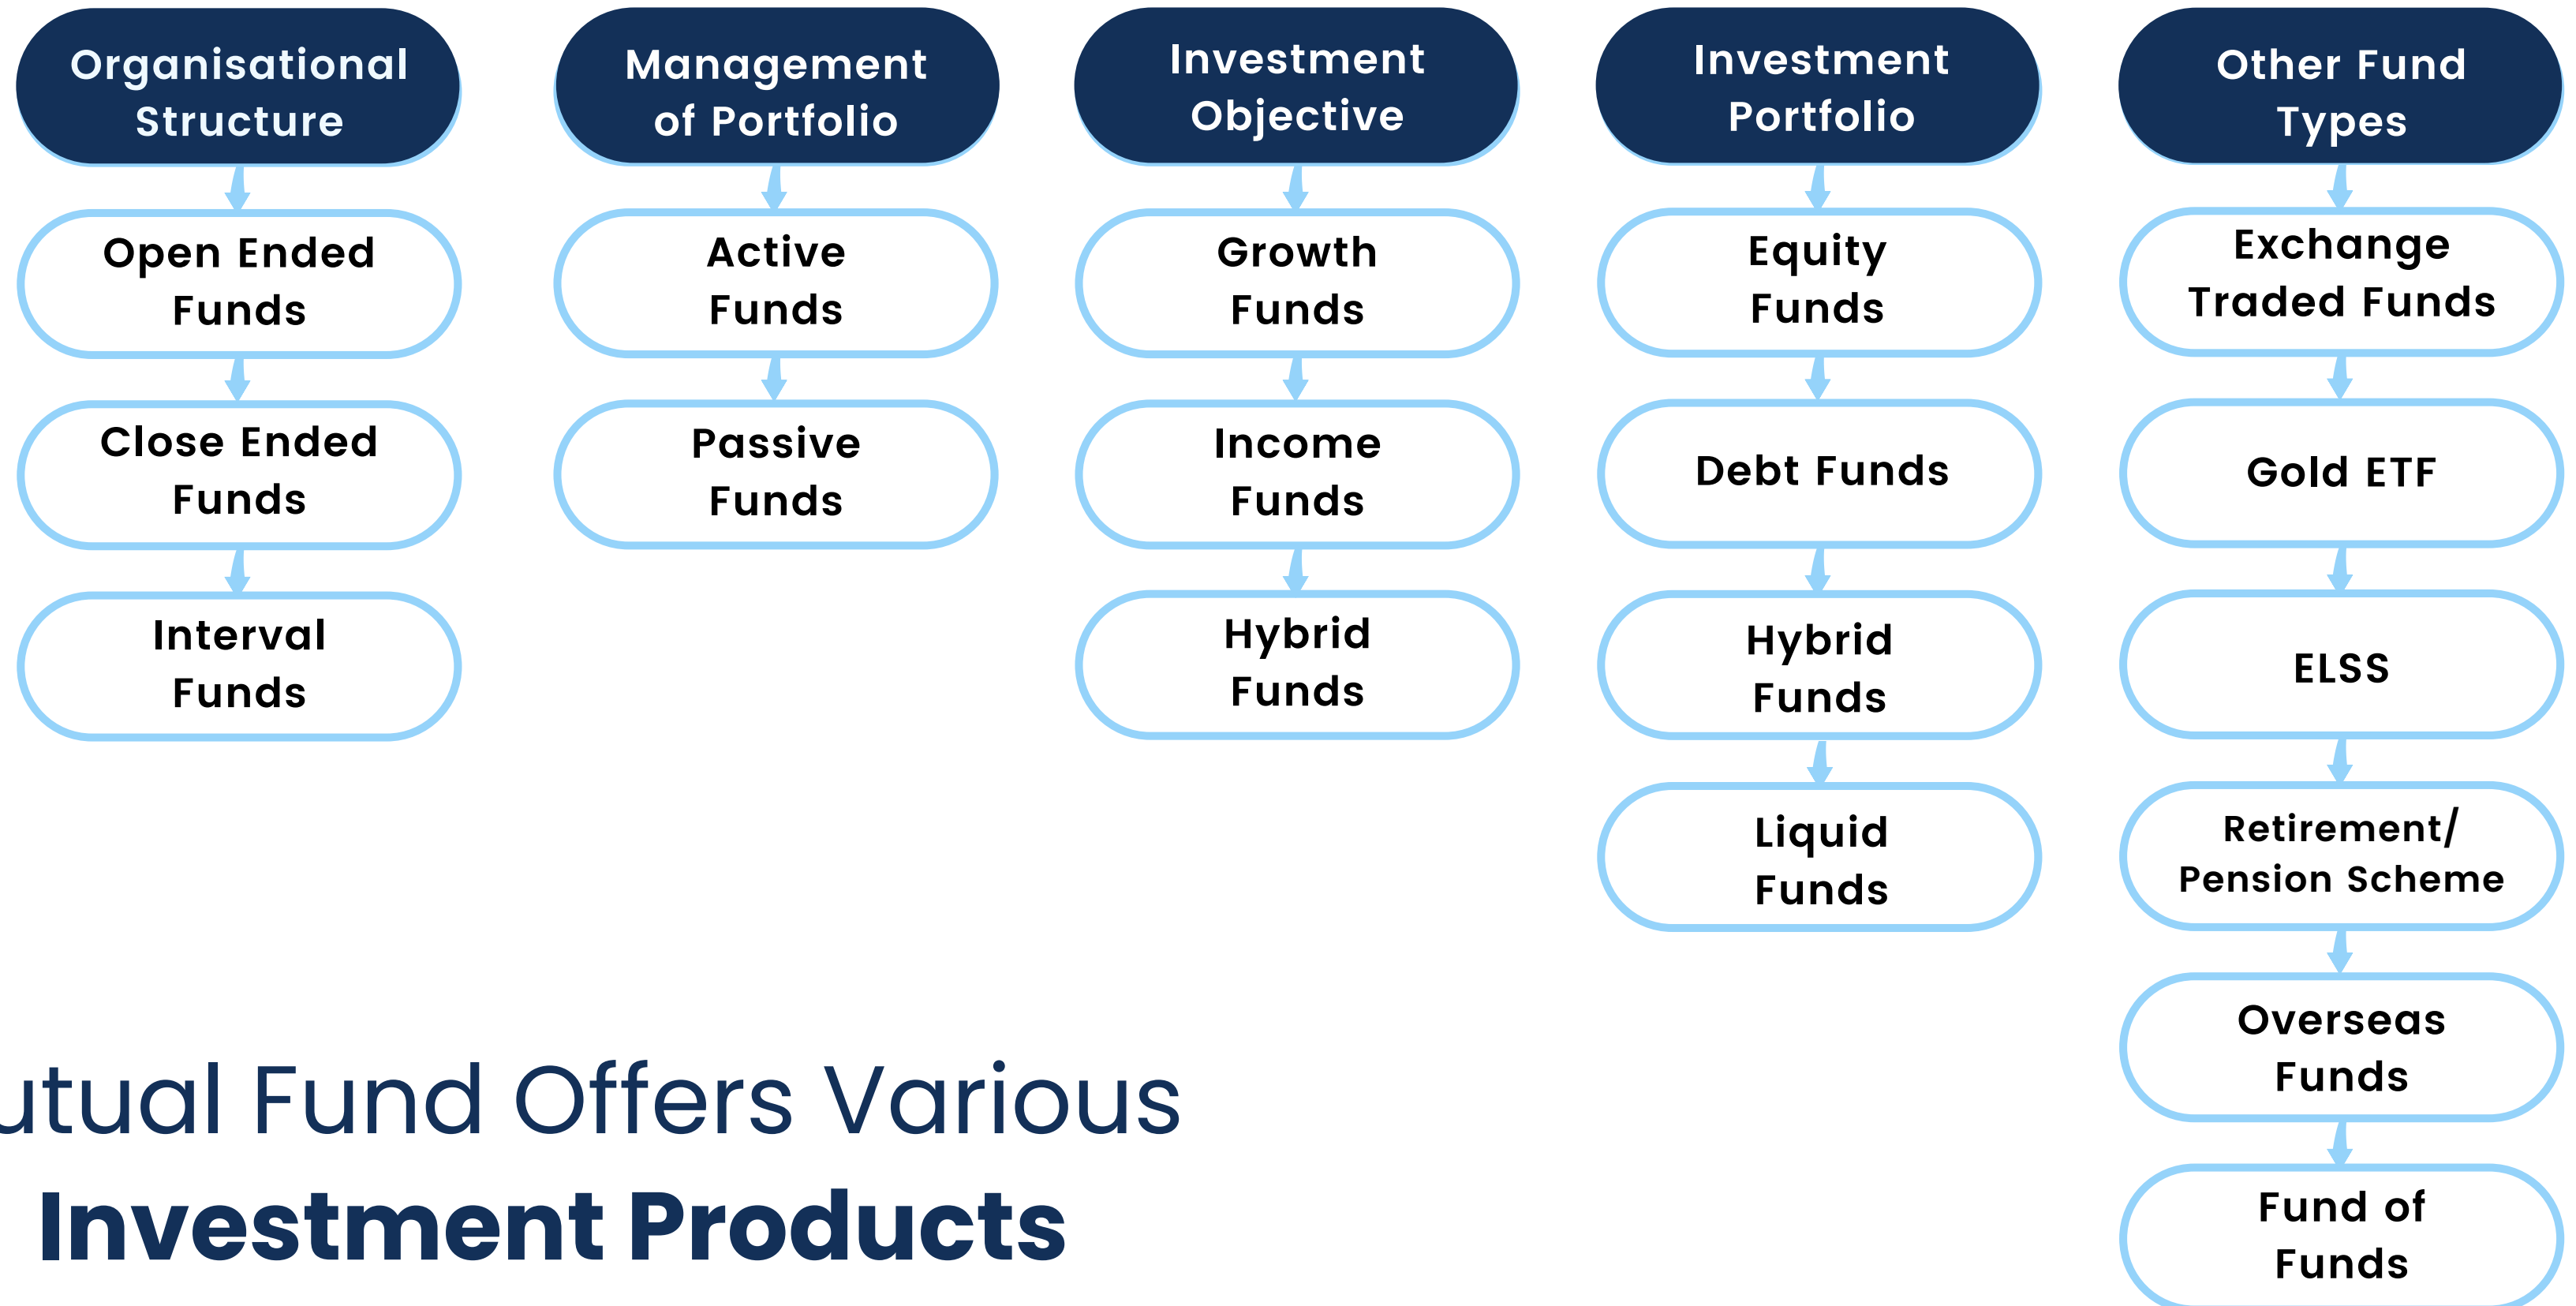 Organisational
Structure
Open Ended
Funds
Close Ended
Funds
Interval
Funds
Management
of Portfolio
Active
Funds
Passive
Funds
Investment
Objective
Growth
Funds
Income
Funds
Hybrid
Funds
Investment
Portfolio
Equity
Funds
Debt Funds
Hybrid
Funds
Liquid
Funds
Other Fund
Types
Exchange
Traded Funds
Gold ETF
ELSS
Retirement/
Pension Scheme
Overseas
Funds
Fund of
Funds
utual Fund Offers Various
Investment Products